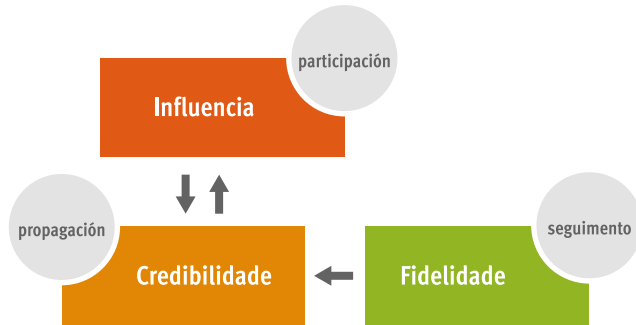 participación
Influencia
propagación
Credibilidade
seguimento
Fidelidade